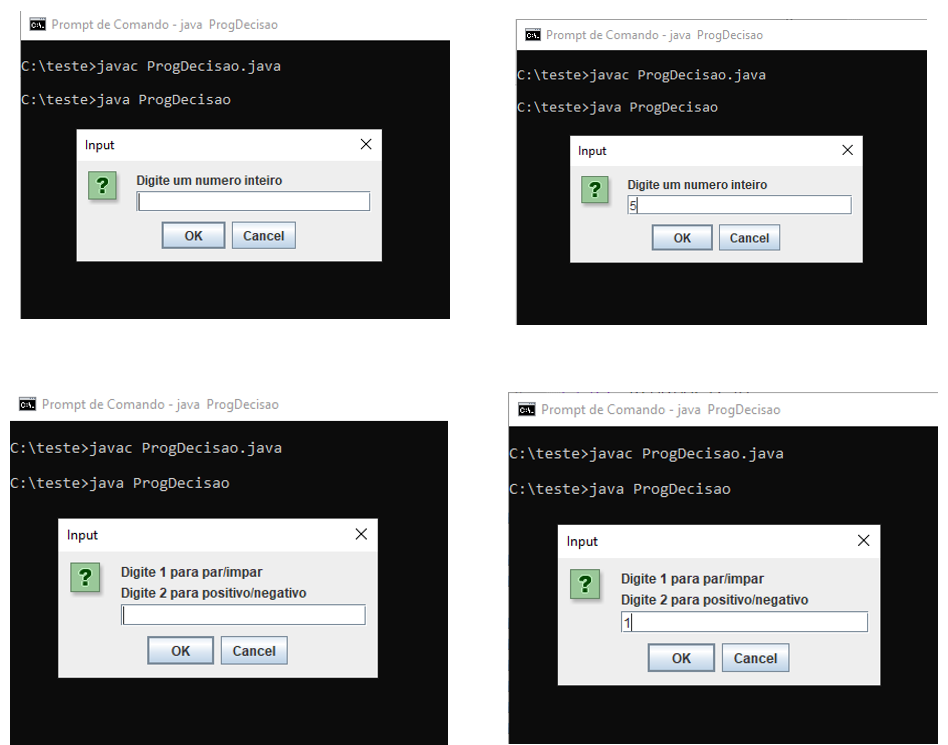 Prompt de Comando - java ProgDecisao
C:\teste>javac ProgDecisao.java
C:\teste>java ProgDecisao
Input
?
Digite um numero inteiro
OK Cancel
Prompt de Comando - java ProgDecisao
C:\teste>javac ProgDecisao.java
C:\teste>java ProgDecisao
Input
?
Digite um numero inteiro
5
OK Cancel
Prompt de Comando - java ProgDecisao
C:\teste>javac ProgDecisao.java
C:\teste>java ProgDecisao
Input
?
Digite 1 para par/impar
Digite 2 para positivo/negativo
OK Cancel
Prompt de Comando - java ProgDecisao
C:\teste>javac ProgDecisao.java
C:\teste>java ProgDecisao
Input
?
Digite 1 para par/impar
Digite 2 para positivo/negativo
1
OK Cancel